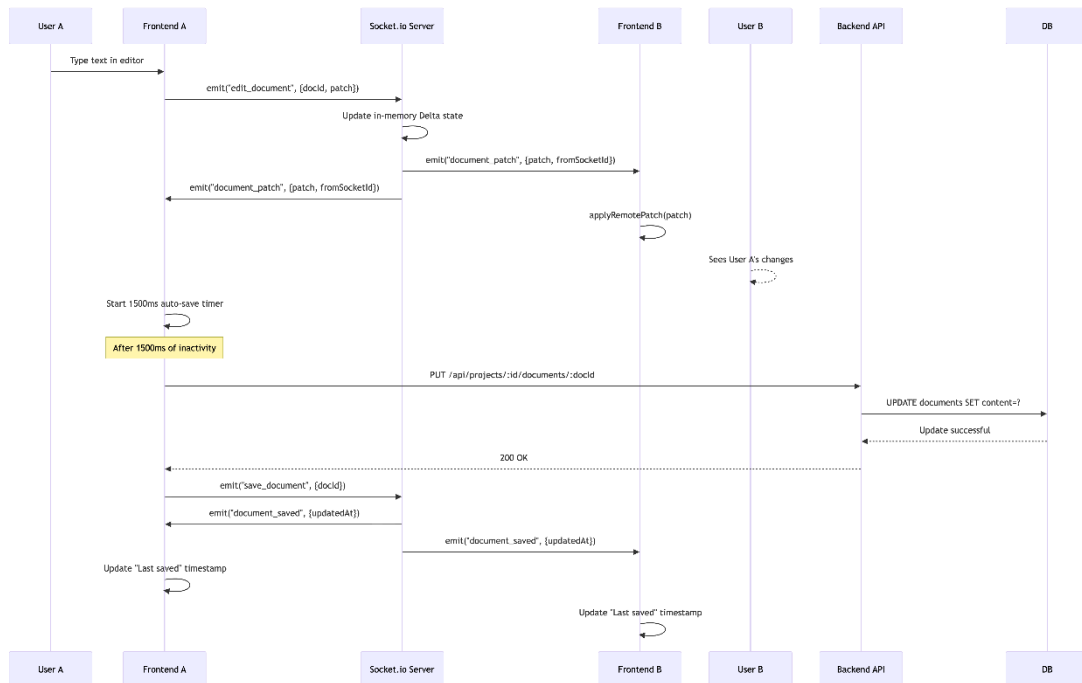 User A
Frontend A
Socket.io Server
Frontend B
User B
Backend API
DB
Type text in editor
emit("edit_document", {docId, patch})
Update in-memory Delta state
emit("document_patch", {patch, fromSocketId})
emit("document_patch", {patch, fromSocketId})
applyRemotePatch(patch)
Sees User A's changes
Start 1500ms auto-save timer
After 1500ms of inactivity
PUT /api/projects/:id/documents/:docId
UPDATE documents SET content=?
Update successful
200 OK
emit("save_document", {docId})
emit("document_saved", {updatedAt})
emit("document_saved", {updatedAt})
Update "Last saved" timestamp
Update "Last saved" timestamp
User A
Frontend A
Socket.io Server
Frontend B
User B
Backend API
DB